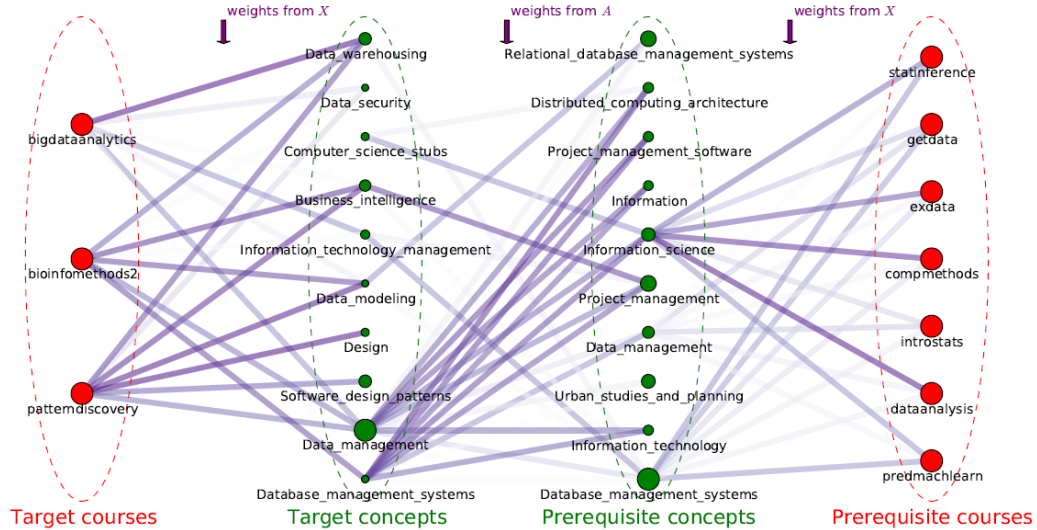 weights from X
weights from A
weights from X
bigdataanalytics
bioinfomethods2
patterndiscovery
Data_warehousing
Data_security
Computer_science_stubs
Business_intelligence
Information_technology_management
Data_modeling
Design
Software_design_patterns
Data_management
Database_management_systems
Relational_database_management_systems
Distributed_computing_architecture
Project_management_software
Information
Information_science
Project_management
Data_management
Urban_studies_and_planning
Information_technology
Database_management_systems
statinference
getdata
exdata
compmethods
introstats
dataanalysis
predmachlearn
Target courses
Target concepts
Prerequisite concepts
Prerequisite courses